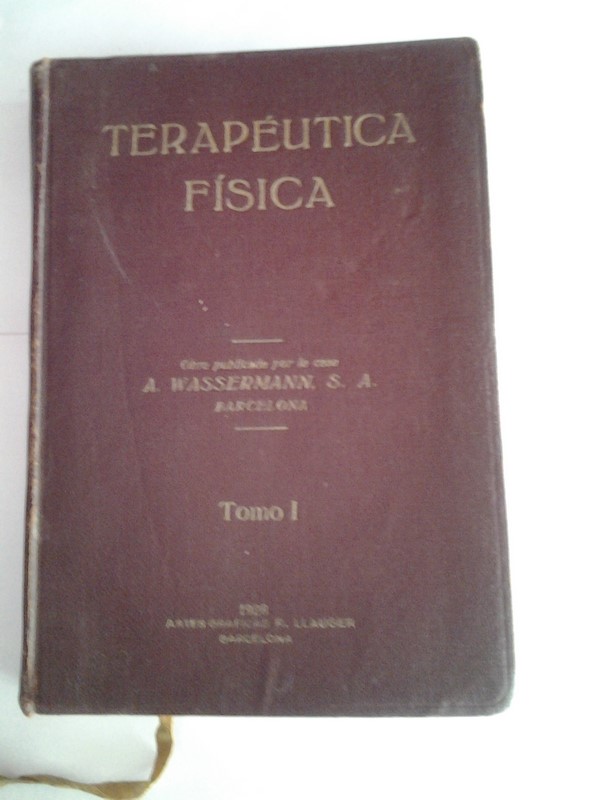 TERAPÉUTICA
FÍSICA
Obra publicada por la casa
A. WASSERMANN, S. A.
BARCELONA
Tomo I
ARTES GRÁFICAS R. LLAUGER
BARCELONA